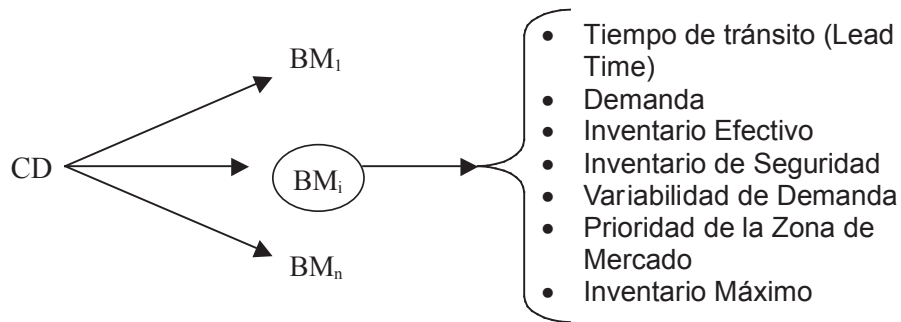 BM₁
CD
BMᵢ
BMₙ
• Tiempo de tránsito (Lead
Time)
• Demanda
• Inventario Efectivo
• Inventario de Seguridad
• Variabilidad de Demanda
• Prioridad de la Zona de
Mercado
• Inventario Máximo